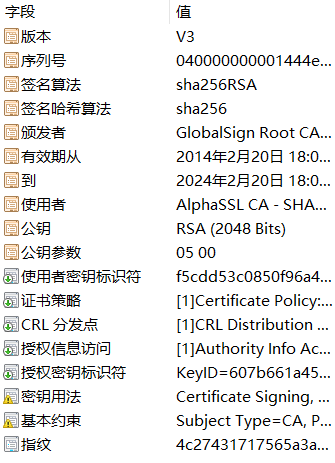 字段 值
版本 V3
序列号 040000000001444e...
签名算法 sha256RSA
签名哈希算法 sha256
颁发者 GlobalSign Root CA...
有效期从 2014年2月20日 18:0...
到 2024年2月20日 18:0...
使用者 AlphaSSL CA - SHA...
公钥 RSA (2048 Bits)
公钥参数 05 00
使用者密钥标识符 f5cdd53c0850f96a4...
证书策略 [1]Certificate Policy:...
CRL 分发点 [1]CRL Distribution ...
授权信息访问 [1]Authority Info Ac...
授权密钥标识符 KeyID=607b661a45...
密钥用法 Certificate Signing, ...
基本约束 Subject Type=CA, P...
指纹 4c27431717565a3a...